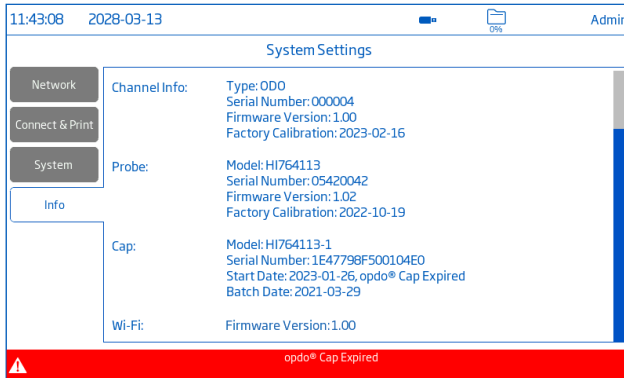 11:43:08 2028-03-13 0% Admin
System Settings
Network
Connect & Print
System
Info
Channel Info: Type: ODO
Serial Number: 000004
Firmware Version: 1.00
Factory Calibration: 2023-02-16
Probe: Model: HI764113
Serial Number: 05420042
Firmware Version: 1.02
Factory Calibration: 2022-10-19
Cap: Model: HI764113-1
Serial Number: 1E47798F500104E0
Start Date: 2023-01-26, opdo® Cap Expired
Batch Date: 2021-03-29
Wi-Fi: Firmware Version: 1.00
opdo® Cap Expired